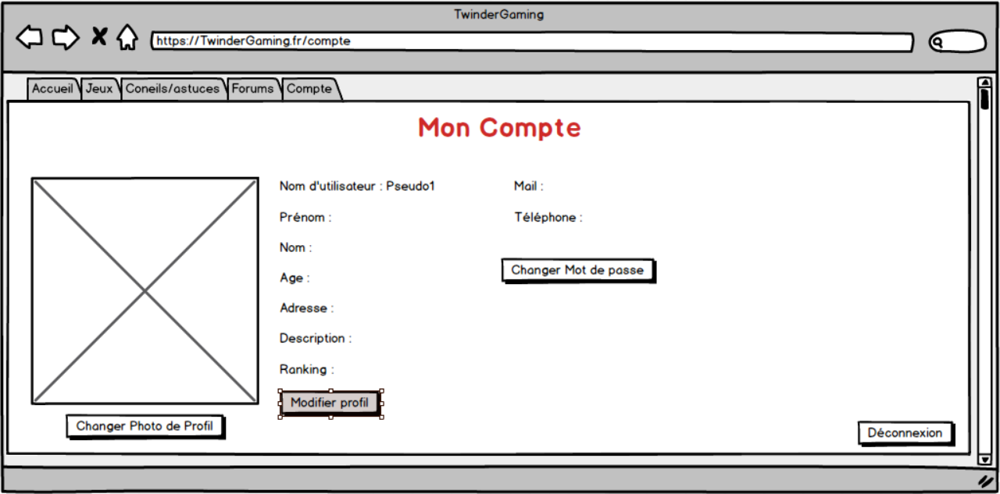 TwinderGaming
https://TwinderGaming.fr/compte
Accueil Jeux Coneils/astuces Forums Compte
Mon Compte
Nom d'utilisateur : Pseudo1
Prénom :
Nom :
Age :
Adresse :
Description :
Ranking :
Modifier profil
Mail :
Téléphone :
Changer Mot de passe
Changer Photo de Profil
Déconnexion